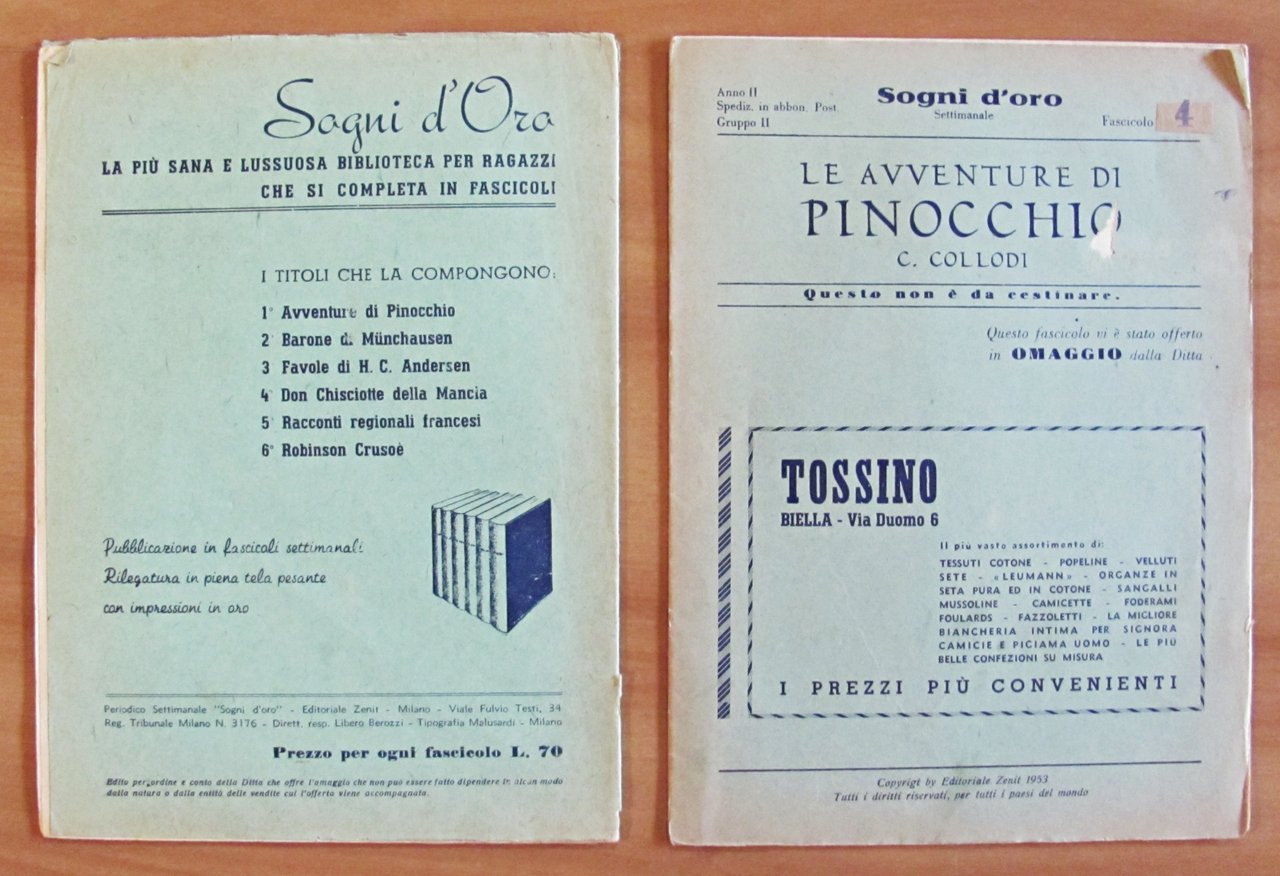 Sogni d'Oro
LA PIÙ SANA E LUSSUOSA BIBLIOTECA PER RAGAZZI
CHE SI COMPLETA IN FASCICOLI
I TITOLI CHE LA COMPONGONO:
1° Avventure di Pinocchio
2° Barone di Münchausen
3 Favole di H. C. Andersen
4° Don Chisciotte della Mancia
5° Racconti regionali francesi
6° Robinson Crusoè
Pubblicazione in fascicoli settimanali
Rilegatura in piena tela pesante
con impressioni in oro
Periodico Settimanale "Sogni d'oro" - Editoriale Zenit - Milano - Viale Fulvio Testi, 34
Reg. Tribunale Milano N. 3176 - Dirett. resp. Libero Berozzi - Tipografia Malusardi - Milano
Prezzo per ogni fascicolo L. 70
Edito per ordine e conto della Ditta che offre l'omaggio che non può essere fatto dipendere in alcun modo
dalla natura o dalla entità delle vendite cui l'offerta viene accompagnata.
Anno II
Spediz. in abbon. Post.
Gruppo II
Sogni d'oro
Settimanale
Fascicolo 4
LE AVVENTURE DI
PINOCCHIO
C. COLLODI
Questo non è da cestinare.
Questo fascicolo vi è stato offerto
in OMAGGIO dalla Ditta
TOSSINO
BIELLA - Via Duomo 6
Il più vasto assortimento di:
TESSUTI COTONE - POPELINE - VELLUTI
SETE - «LEUMANN» - ORGANZE IN
SETA PURA ED IN COTONE - SANGALLI
MUSSOLINE - CAMICETTE - FODERAMI
FOULARDS - FAZZOLETTI - LA MIGLIORE
BIANCHERIA INTIMA PER SIGNORA
CAMICIE E PIGIAMA UOMO - LE PIÙ
BELLE CONFEZIONI SU MISURA
I PREZZI PIÙ CONVENIENTI
Copyrigt by Editoriale Zenit 1953
Tutti i diritti riservati, per tutti i paesi del mondo